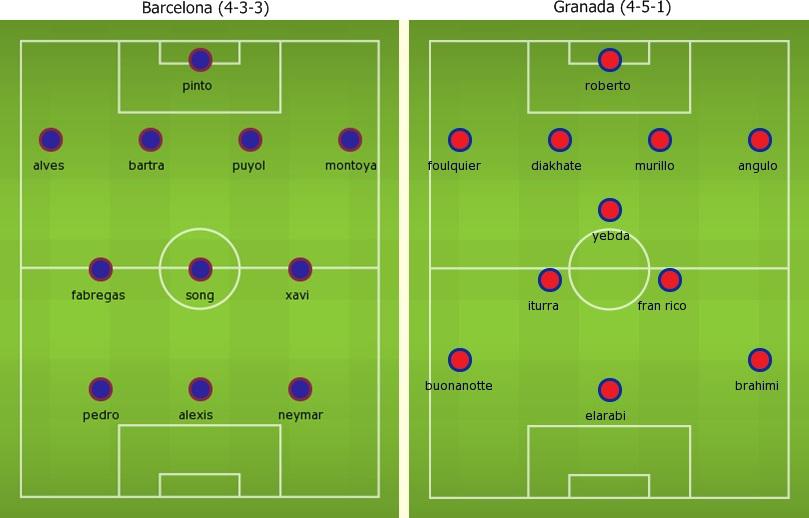 Barcelona (4-3-3)
pinto
alves bartra puyol montoya
fabregas song xavi
pedro alexis neymar
Granada (4-5-1)
roberto
foulquier diakhate murillo angulo
yebda
iturra fran rico
buonanotte brahimi
elarabi